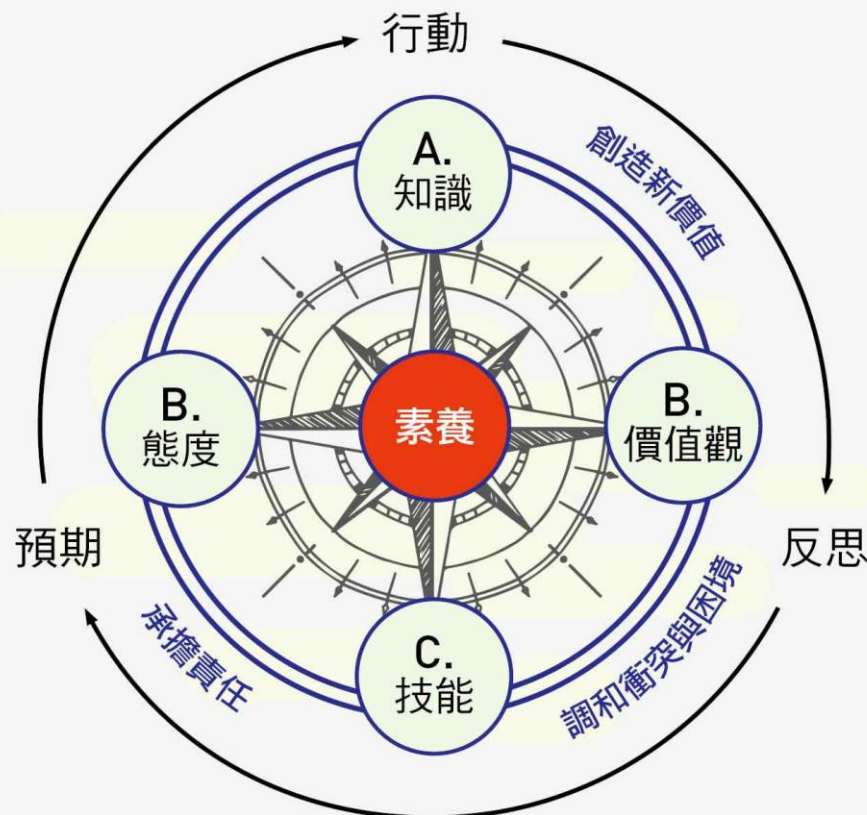 行動
創造新價值
A.
知識
B.
態度
素養
B.
價值觀
預期
反思
承擔責任
調和衝突與困境
C.
技能